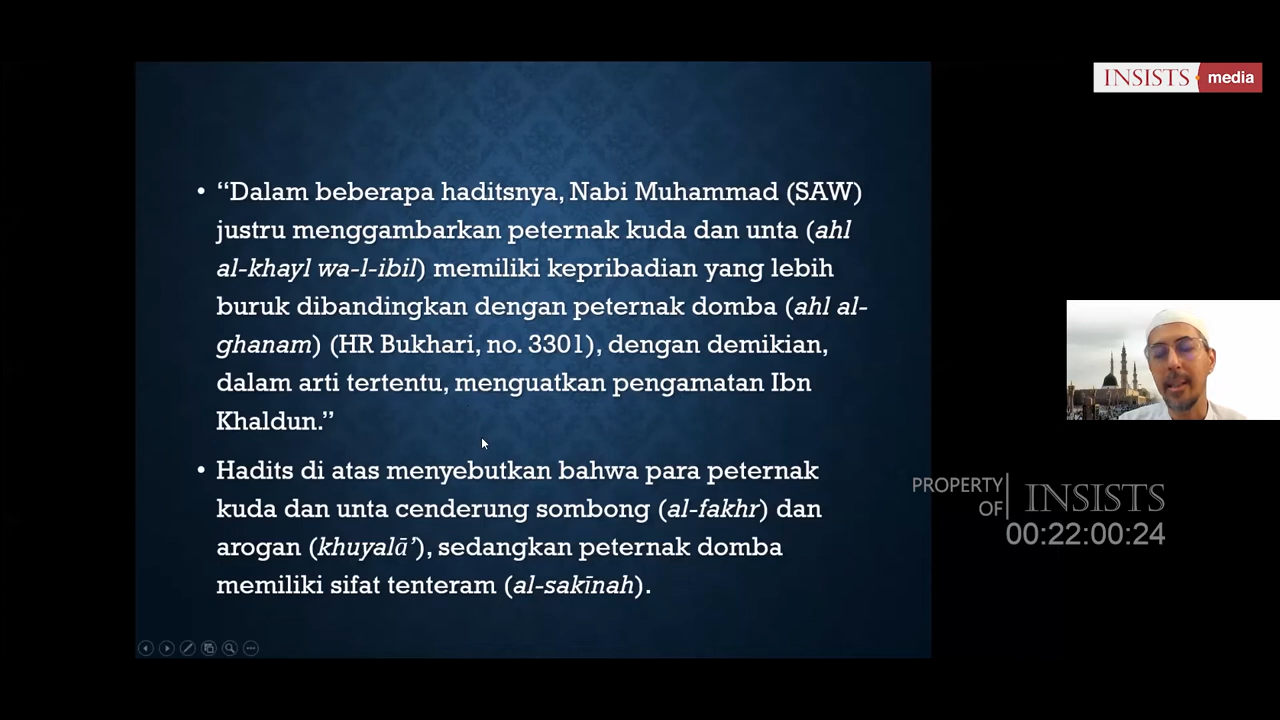 INSISTS media
• “Dalam beberapa haditsnya, Nabi Muhammad (SAW)
justru menggambarkan peternak kuda dan unta (ahl
al-khayl wa-l-ibil) memiliki kepribadian yang lebih
buruk dibandingkan dengan peternak domba (ahl al-
ghanam) (HR Bukhari, no. 3301), dengan demikian,
dalam arti tertentu, menguatkan pengamatan Ibn
Khaldun.”
• Hadits di atas menyebutkan bahwa para peternak
kuda dan unta cenderung sombong (al-fakhr) dan
arogan (khuyalā’), sedangkan peternak domba
memiliki sifat tenteram (al-sakīnah).
PROPERTY
OF
INSISTS
00:22:00:24